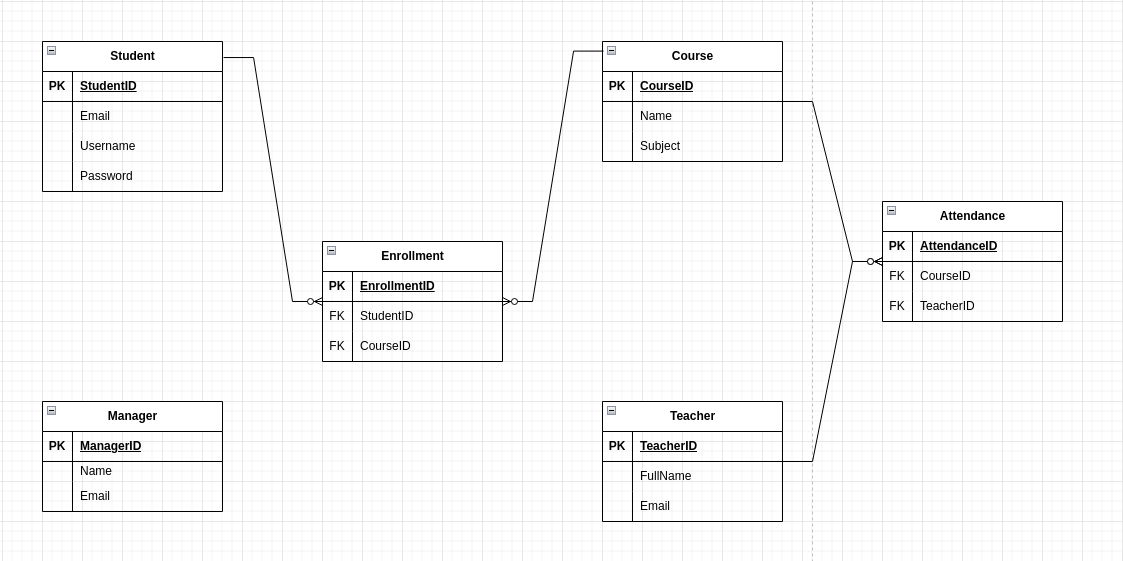 Student
PK StudentID
Email
Username
Password
Course
PK CourseID
Name
Subject
Attendance
PK AttendanceID
FK CourseID
FK TeacherID
Enrollment
PK EnrollmentID
FK StudentID
FK CourseID
Manager
PK ManagerID
Name
Email
Teacher
PK TeacherID
FullName
Email